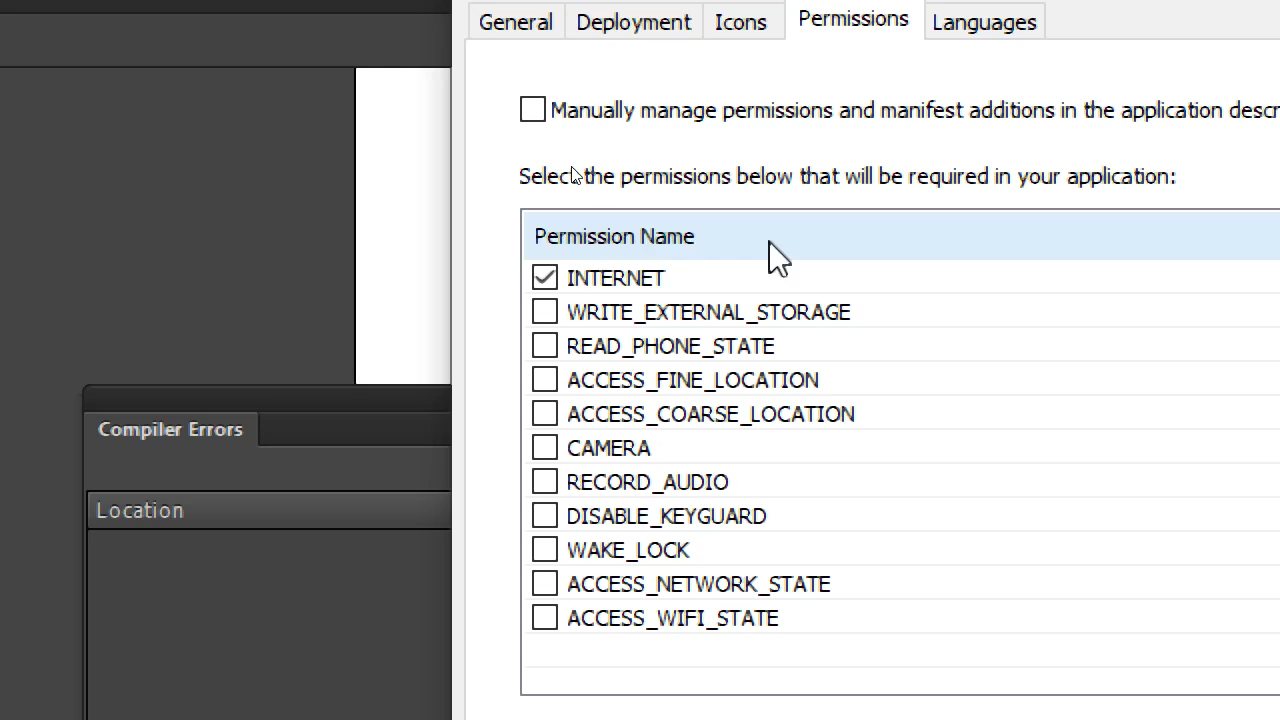 General Deployment Icons Permissions Languages
Manually manage permissions and manifest additions in the application descr
Select the permissions below that will be required in your application:
Permission Name
INTERNET
WRITE_EXTERNAL_STORAGE
READ_PHONE_STATE
ACCESS_FINE_LOCATION
ACCESS_COARSE_LOCATION
CAMERA
RECORD_AUDIO
DISABLE_KEYGUARD
WAKE_LOCK
ACCESS_NETWORK_STATE
ACCESS_WIFI_STATE
Compiler Errors
Location